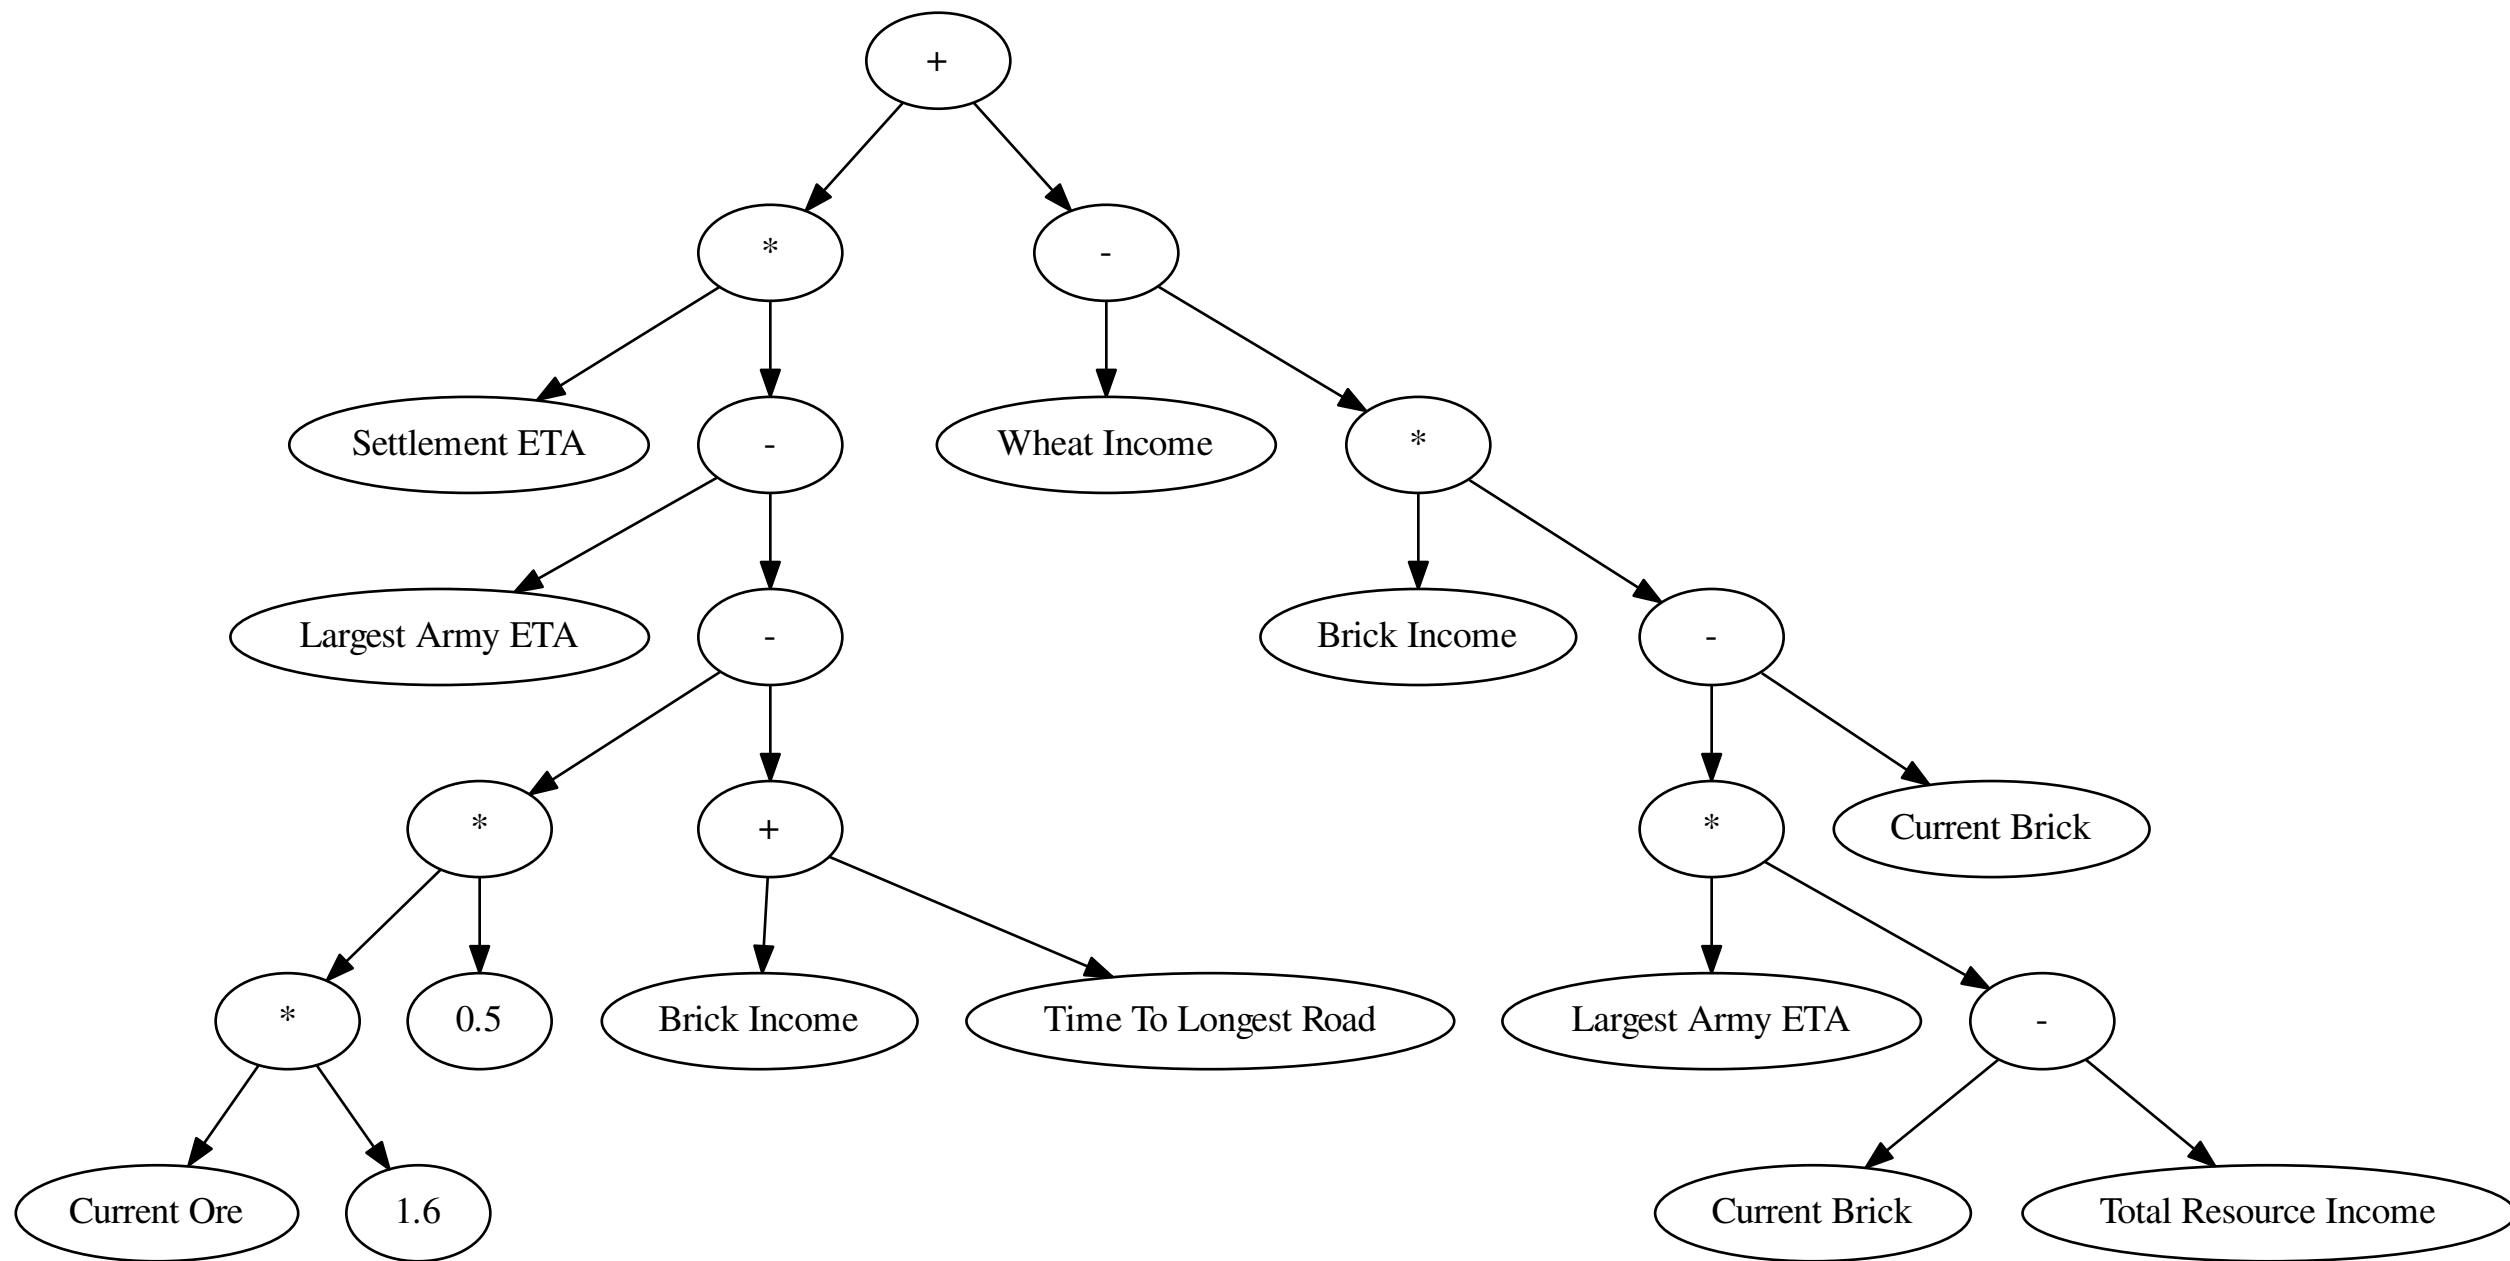 +
*
-
Settlement ETA
-
Wheat Income
*
Largest Army ETA
-
Brick Income
-
*
+
*
Current Brick
*
0.5
Brick Income
Time To Longest Road
Largest Army ETA
-
Current Ore
1.6
Current Brick
Total Resource Income